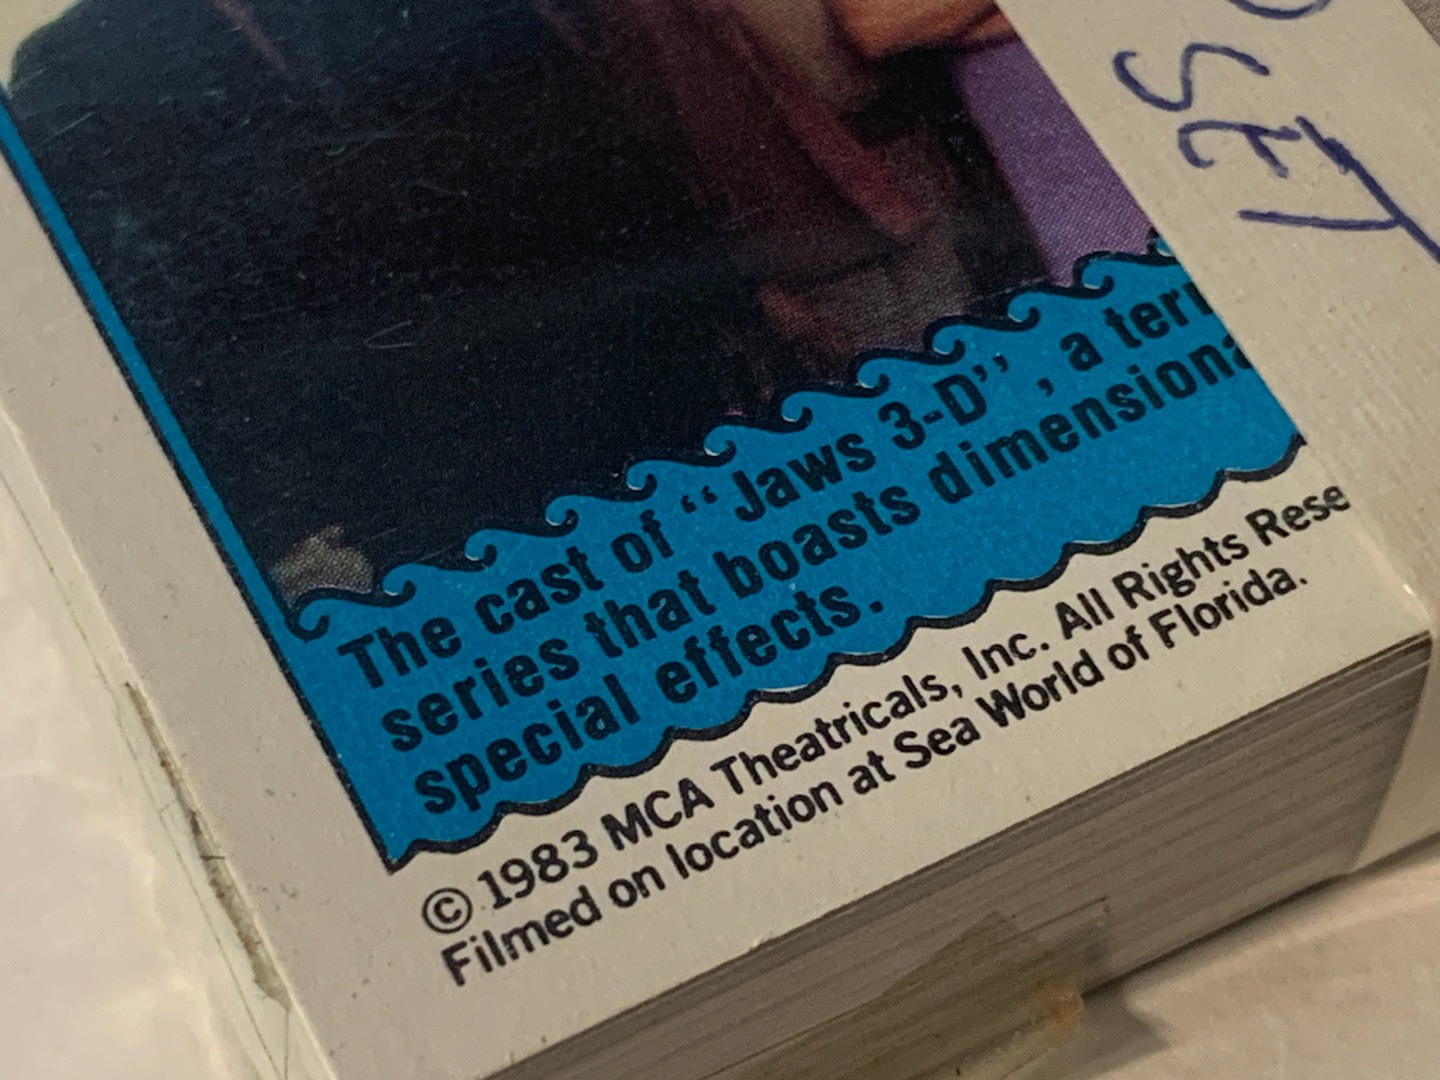 The cast of “Jaws 3-D”, a
series that boasts
special effects.
© 1983 MCA Theatricals, Inc. All Rights
Filmed on location at Sea World of Florida.
SET